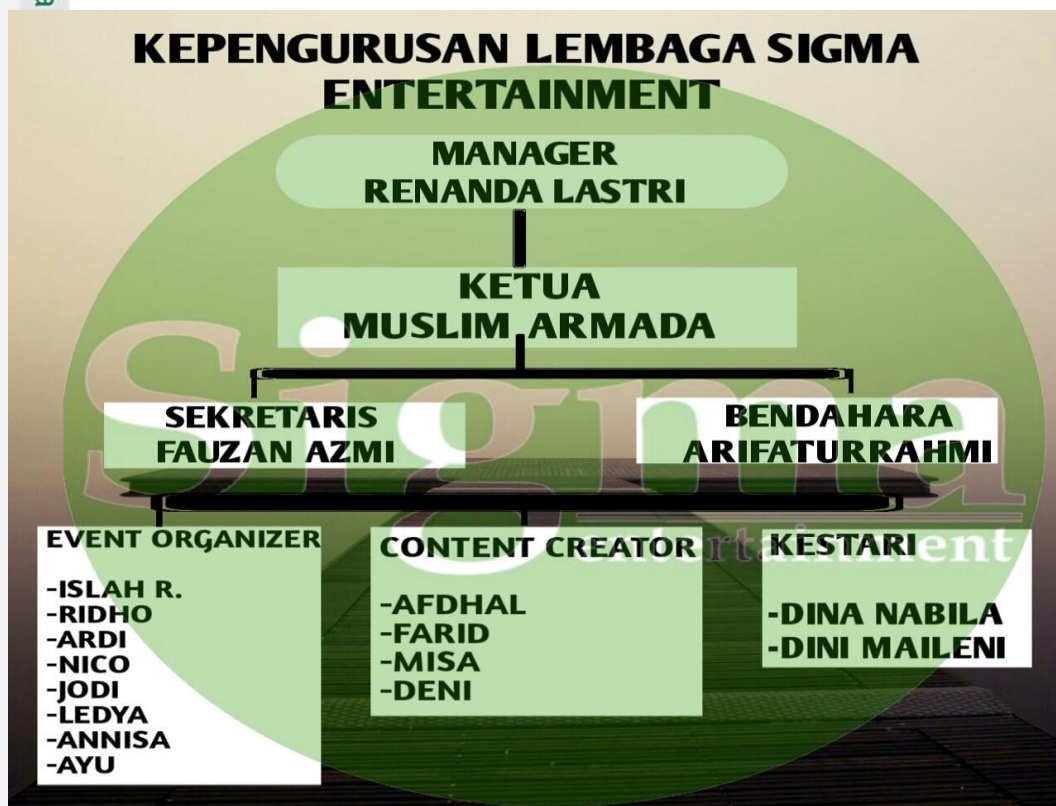 KEPENGURUSAN LEMBAGA SIGMA
ENTERTAINMENT
MANAGER
RENANDA LASTRI
KETUA
MUSLIM ARMADA
SEKRETARIS
FAUZAN AZMI
BENDAHARA
ARIFATURRAHMI
Sigma
entertainment
EVENT ORGANIZER
-ISLAH R.
-RIDHO
-ARDI
-NICO
-JODI
-LEDYA
-ANNISA
-AYU
CONTENT CREATOR
-AFDHAL
-FARID
-MISA
-DENI
KESTARI
-DINA NABILA
-DINI MAILENI